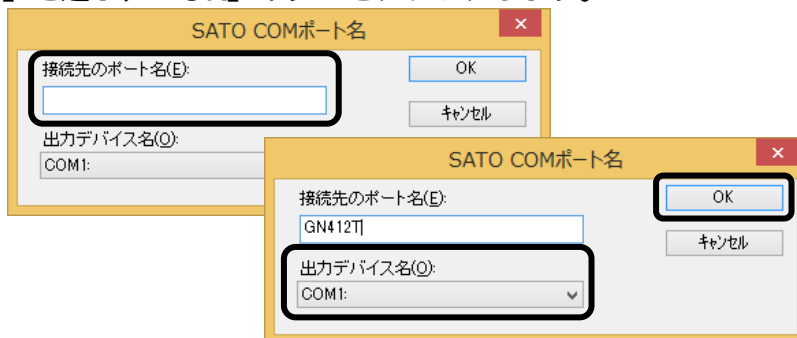 SATO COMポート名
接続先のポート名(E):
OK
キャンセル
出力デバイス名(O):
COM1:
SATO COMポート名
接続先のポート名(E):
OK
GN412T
キャンセル
出力デバイス名(O):
COM1: